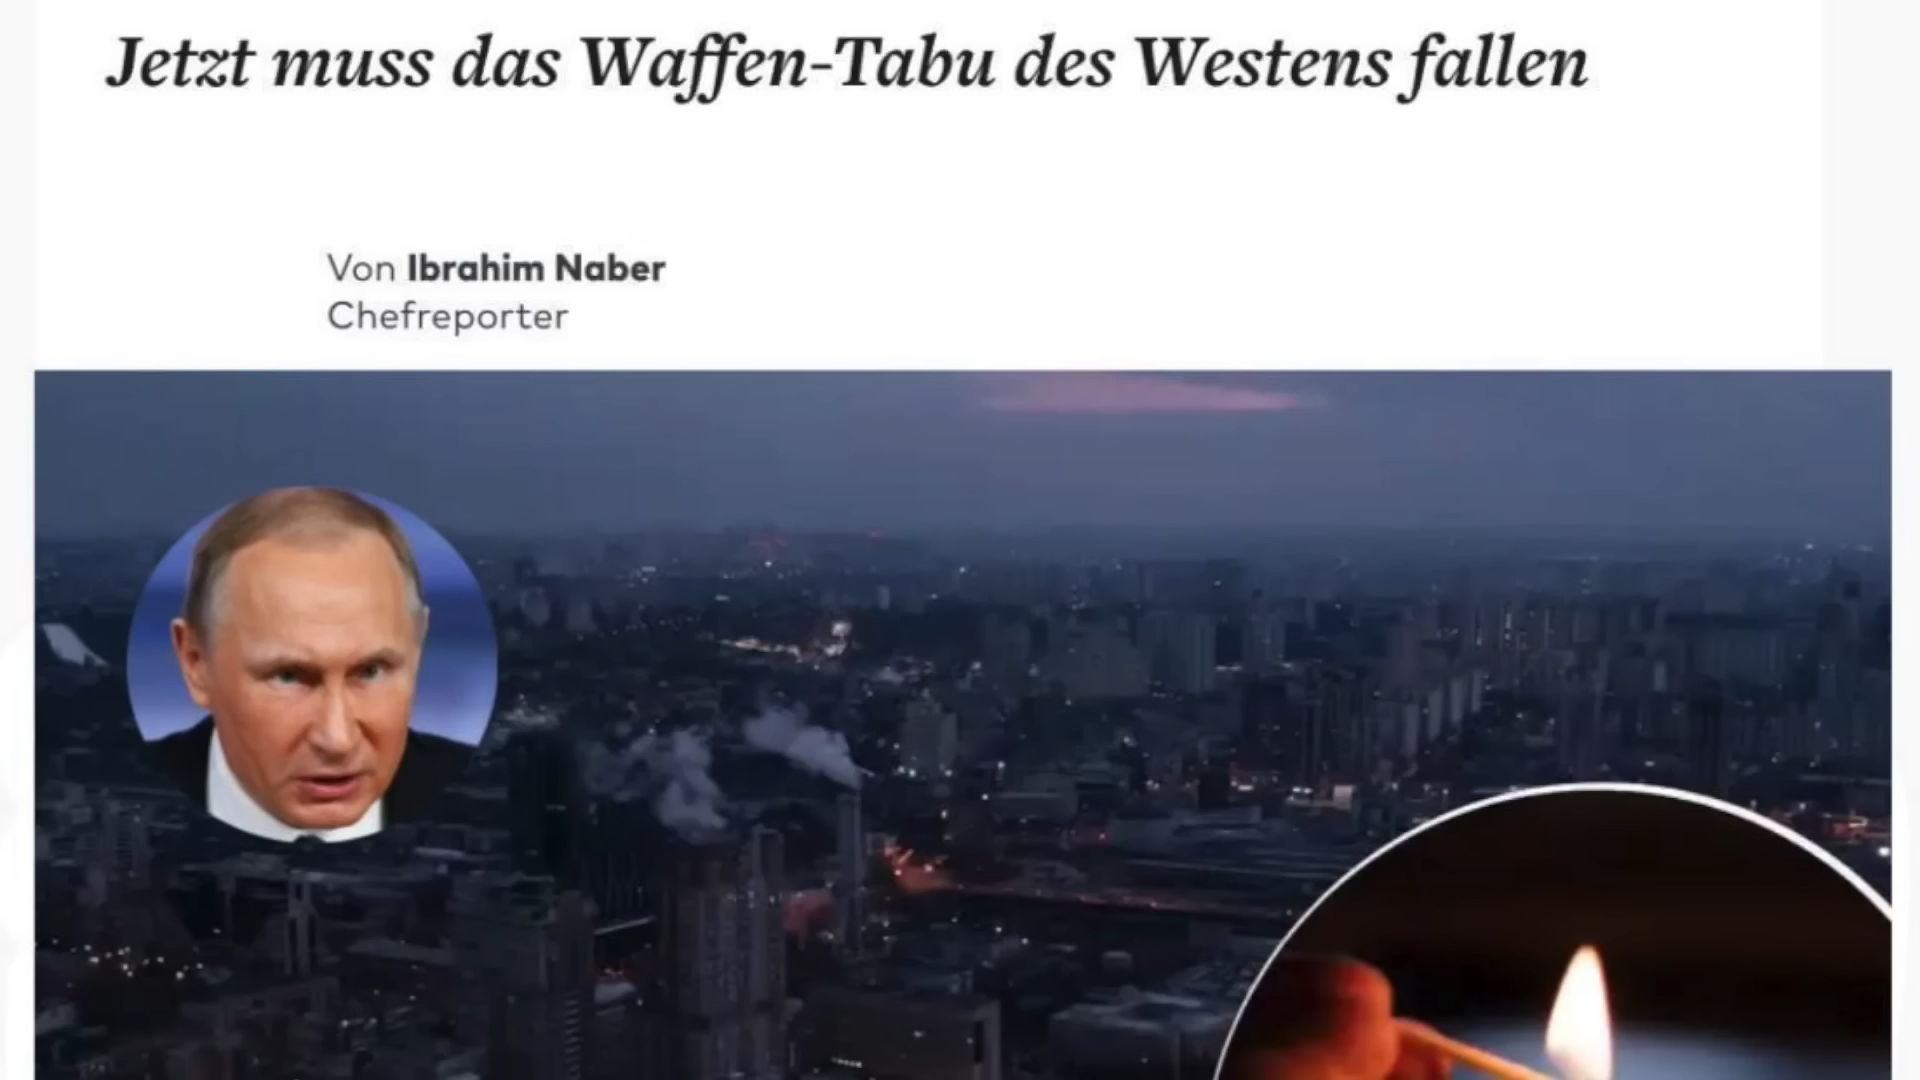 Jetzt muss das Waffen-Tabu des Westens fallen
Von Ibrahim Naber
Chefreporter